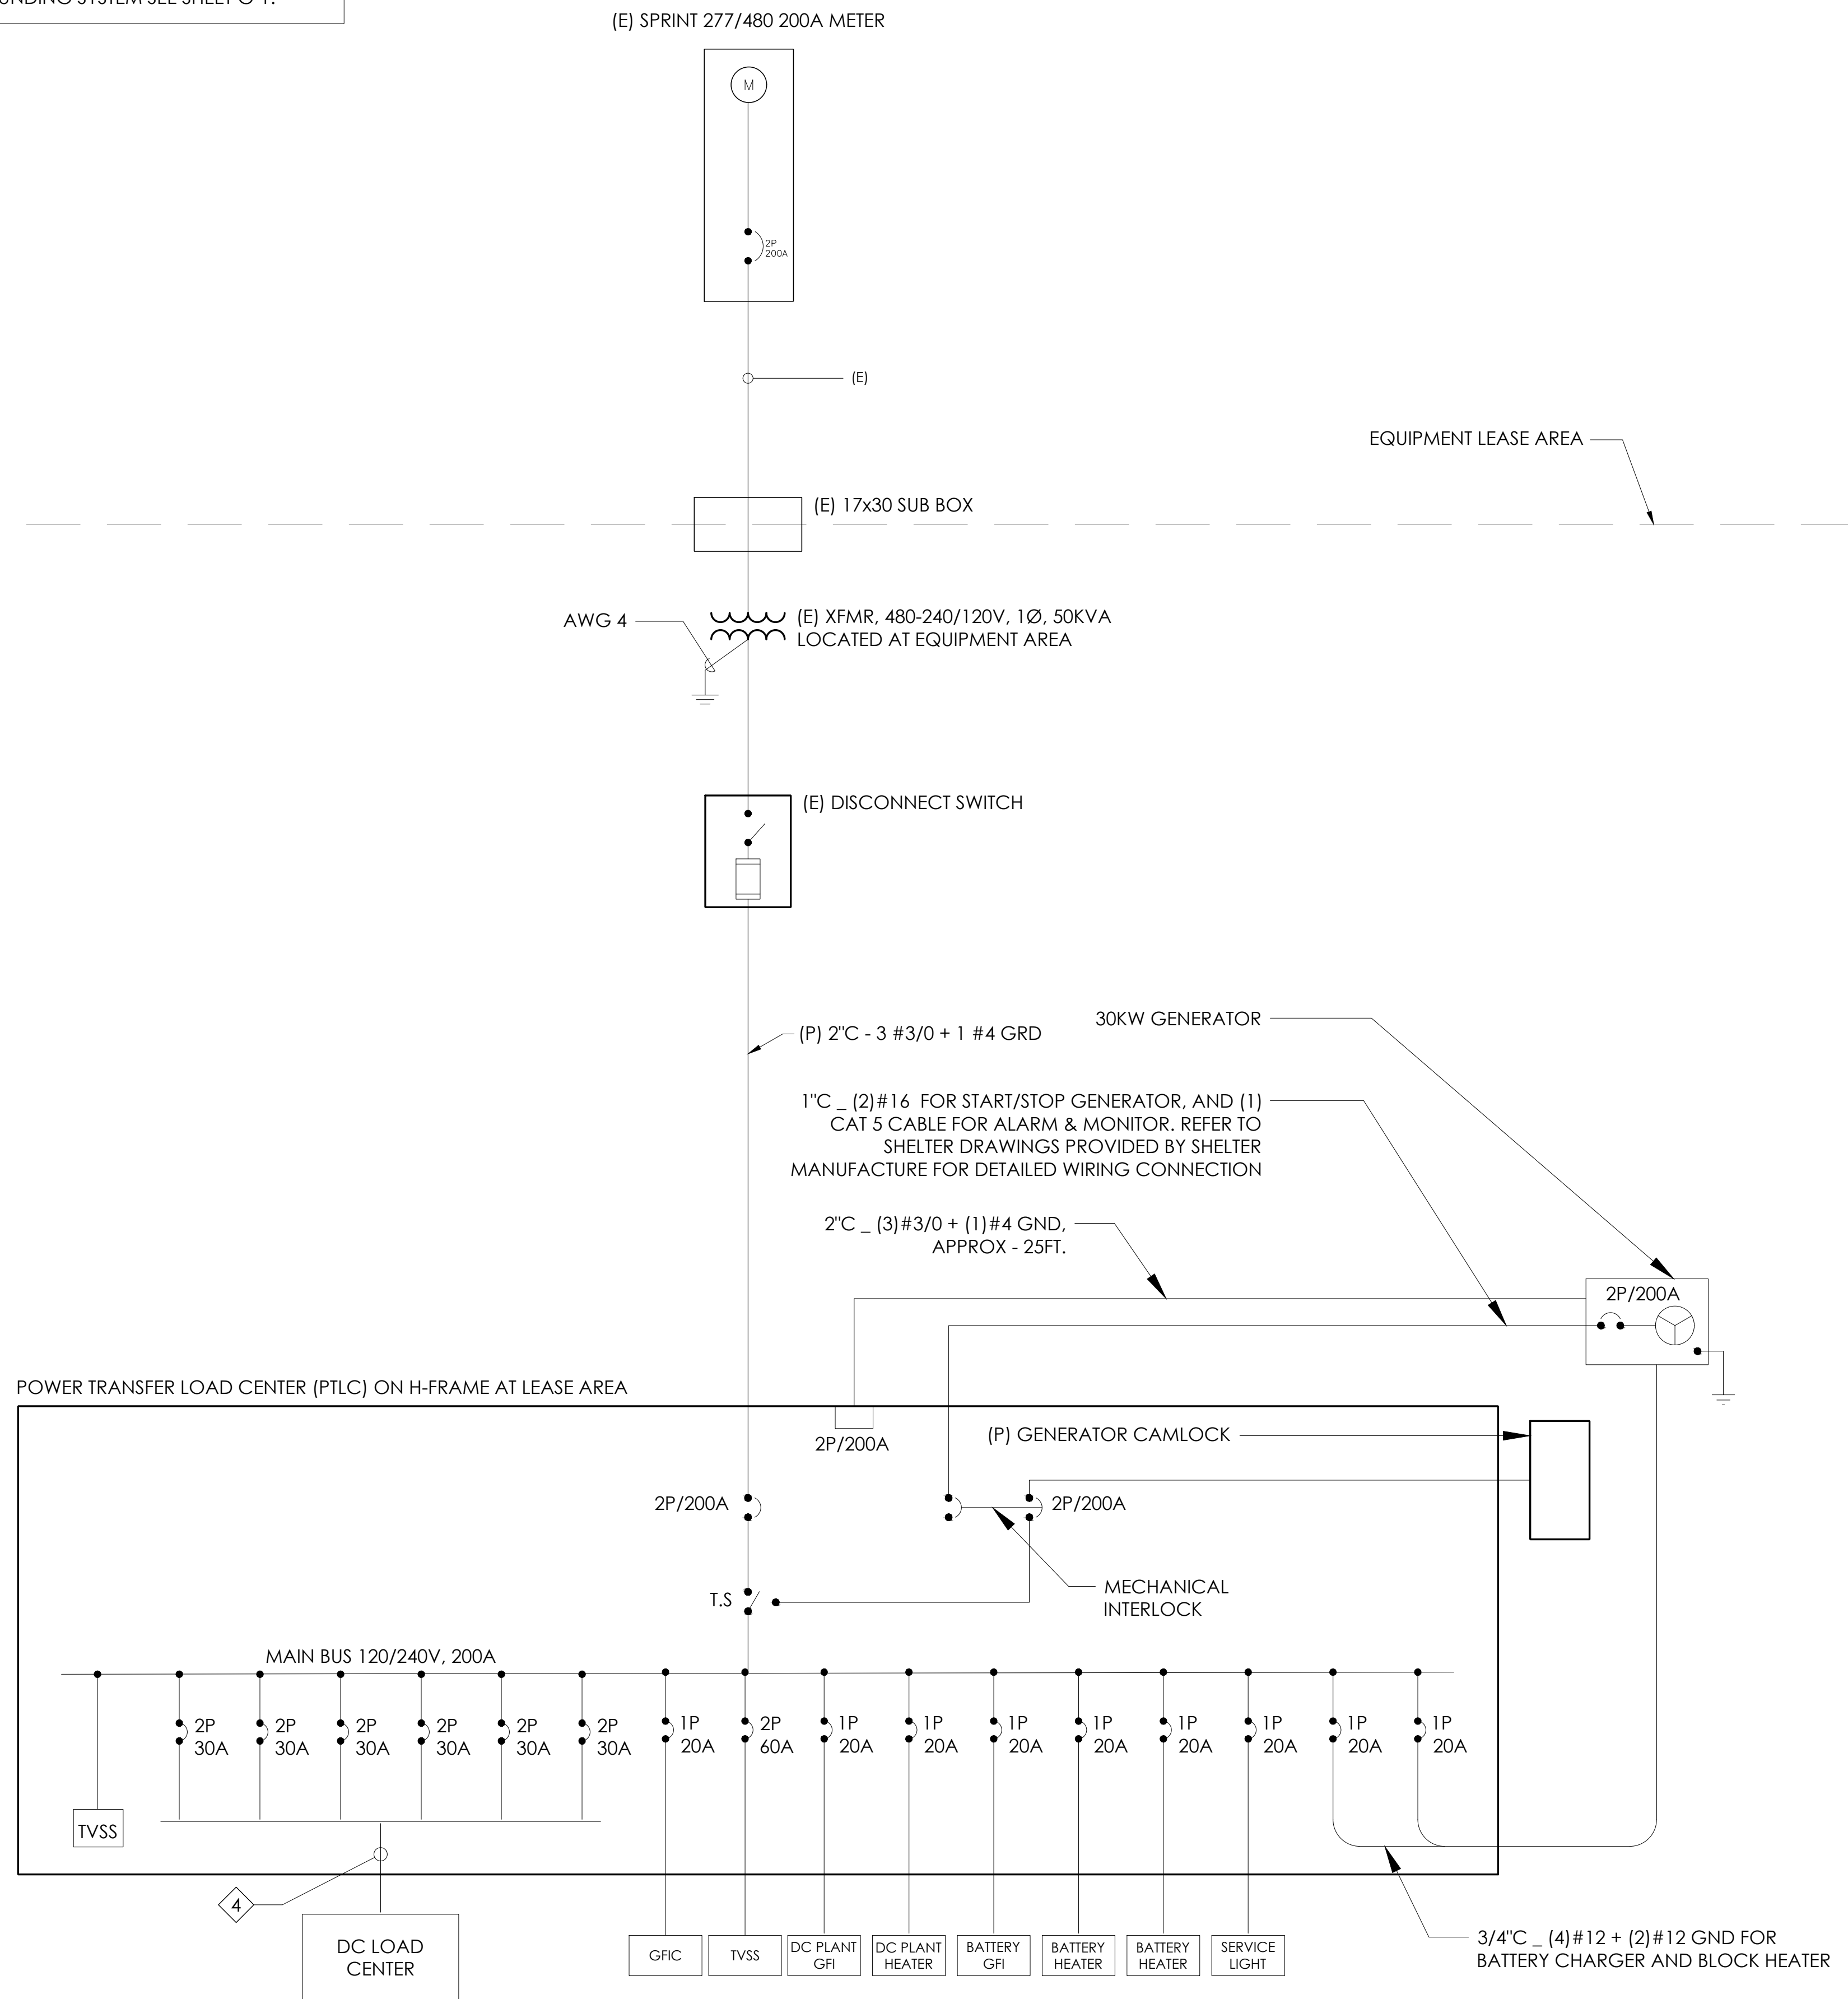 (E) SPRINT 277/480 200A METER
M
2P
200A
(E)
EQUIPMENT LEASE AREA
(E) 17x30 SUB BOX
AWG 4
(E) XFMR, 480-240/120V, 1Ø, 50KVA
LOCATED AT EQUIPMENT AREA
(E) DISCONNECT SWITCH
(P) 2"C - 3 #3/0 + 1 #4 GRD
30KW GENERATOR
1"C _ (2)#16 FOR START/STOP GENERATOR, AND (1)
CAT 5 CABLE FOR ALARM & MONITOR. REFER TO
SHELTER DRAWINGS PROVIDED BY SHELTER
MANUFACTURE FOR DETAILED WIRING CONNECTION
2"C _ (3)#3/0 + (1)#4 GND,
APPROX - 25FT.
2P/200A
POWER TRANSFER LOAD CENTER (PTLC) ON H-FRAME AT LEASE AREA
2P/200A
(P) GENERATOR CAMLOCK
2P/200A
2P/200A
MECHANICAL
INTERLOCK
T.S
MAIN BUS 120/240V, 200A
2P
30A
2P
30A
2P
30A
2P
30A
2P
30A
2P
30A
1P
20A
2P
60A
1P
20A
1P
20A
1P
20A
1P
20A
1P
20A
1P
20A
1P
20A
1P
20A
TVSS
4
DC LOAD
CENTER
GFIC
TVSS
DC PLANT
GFI
DC PLANT
HEATER
BATTERY
GFI
BATTERY
HEATER
BATTERY
HEATER
SERVICE
LIGHT
3/4"C _ (4)#12 + (2)#12 GND FOR
BATTERY CHARGER AND BLOCK HEATER